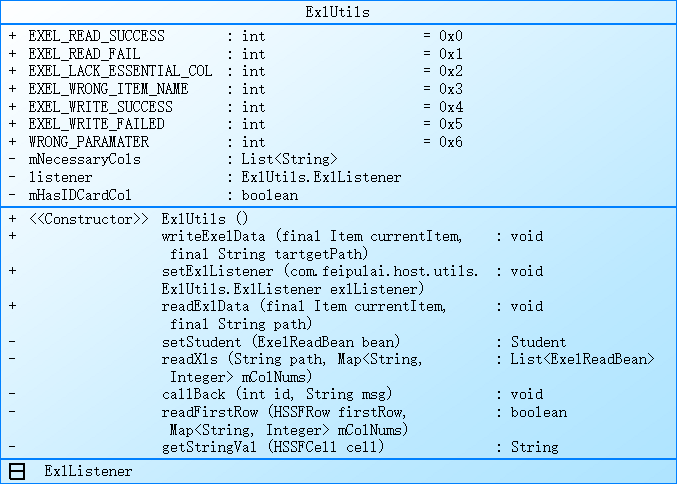 ExlUtils
+ EXEL_READ_SUCCESS : int = 0x0
+ EXEL_READ_FAIL : int = 0x1
+ EXEL_LACK_ESSENTIAL_COL : int = 0x2
+ EXEL_WRONG_ITEM_NAME : int = 0x3
+ EXEL_WRITE_SUCCESS : int = 0x4
+ EXEL_WRITE_FAILED : int = 0x5
+ WRONG_PARAMATER : int = 0x6
- mNecessaryCols : List<String>
- listener : ExlUtils.ExlListener
- mHasIDCardCol : boolean
+ <<Constructor>> ExlUtils ()
+ writeExelData (final Item currentItem, : void
final String tartgetPath)
+ setExlListener (com.feipulai.host.utils. : void
ExlUtils.ExlListener exlListener)
+ readExlData (final Item currentItem, : void
final String path)
- setStudent (ExelReadBean bean) : Student
- readXls (String path, Map<String, : List<ExelReadBean>
Integer> mColNums)
- callBack (int id, String msg) : void
- readFirstRow (HSSFRow firstRow, : boolean
Map<String, Integer> mColNums)
- getStringVal (HSSFCell cell) : String
ExlListener